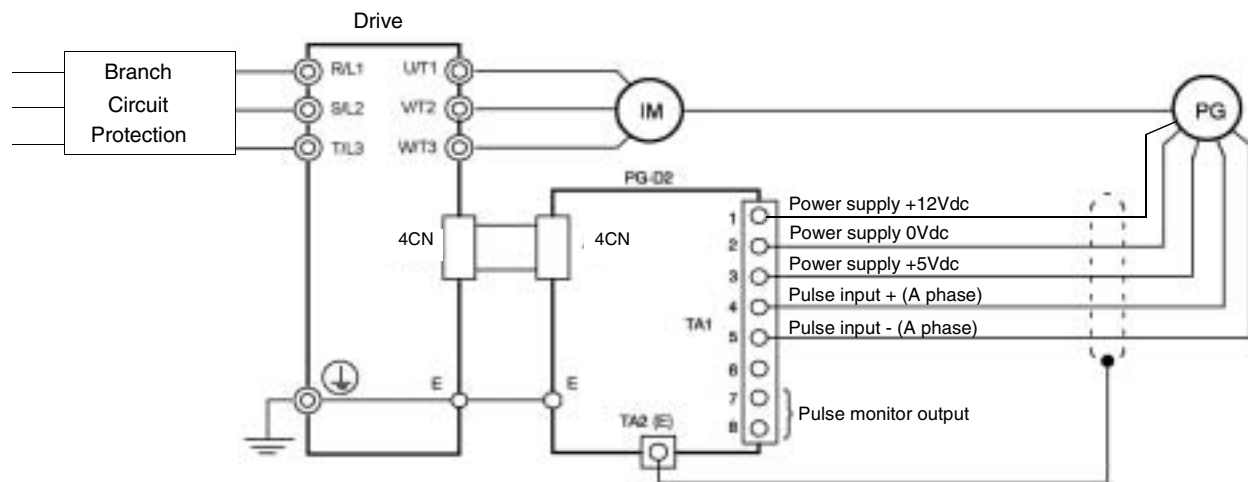 Drive
Branch
Circuit
Protection
R/L1
S/L2
T/L3
U/T1
V/T2
W/T3
IM
PG
PG-D2
4CN
4CN
1
2
3
4
5
6
7
8
TA1
Power supply +12Vdc
Power supply 0Vdc
Power supply +5Vdc
Pulse input + (A phase)
Pulse input - (A phase)
Pulse monitor output
E
E
TA2 (E)